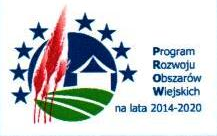 Program
Rozwoju
Obszarów
Wiejskich
na lata 2014-2020